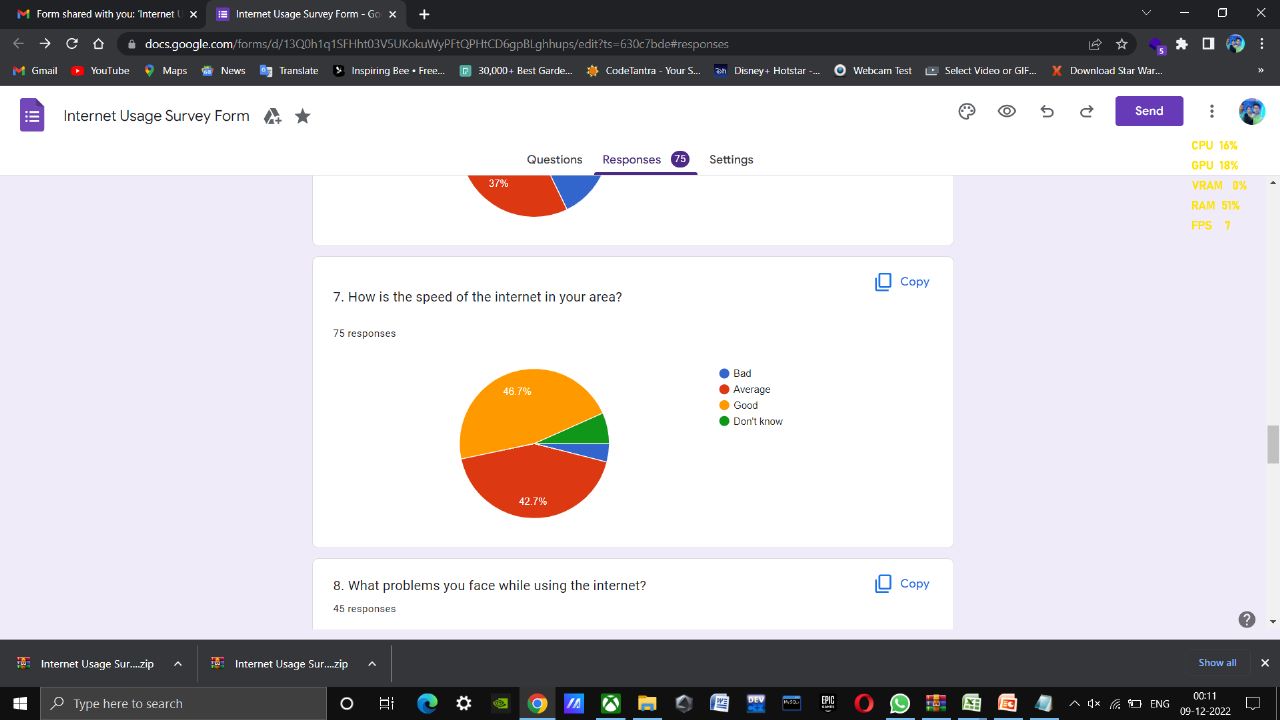 Form shared with you: 'Internet U
Internet Usage Survey Form - Go
docs.google.com/forms/d/13Q0h1q1SFHht03V5UKokuWyPFtQPHtCD6gpBLghhups/edit?ts=630c7bde#responses
5
Gmail
YouTube
Maps
News
Translate
Inspiring Bee • Free...
30,000+ Best Garde...
CodeTantra - Your S...
Disney+ Hotstar -...
Webcam Test
Select Video or GIF...
Download Star War...
»
Internet Usage Survey Form
Send
Questions
Responses 75
Settings
CPU 16%
GPU 18%
VRAM 8%
RAM 51%
FPS 7
37%
7. How is the speed of the internet in your area?
Copy
75 responses
46.7%
42.7%
Bad
Average
Good
Don't know
8. What problems you face while using the internet?
Copy
45 responses
Internet Usage Sur....zip
Internet Usage Sur....zip
Show all
Type here to search
DEV
MySQL
EPIC
GAMES
ENG
00:11
09-12-2022